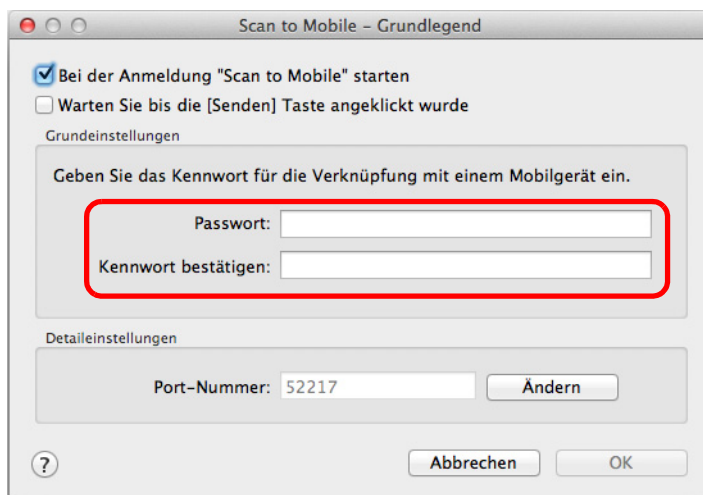 Scan to Mobile – Grundlegend
Bei der Anmeldung "Scan to Mobile" starten
Warten Sie bis die [Senden] Taste angeklickt wurde
Grundeinstellungen
Geben Sie das Kennwort für die Verknüpfung mit einem Mobilgerät ein.
Passwort:
Kennwort bestätigen:
Detaileinstellungen
Port-Nummer: 52217 Ändern
? Abbrechen OK